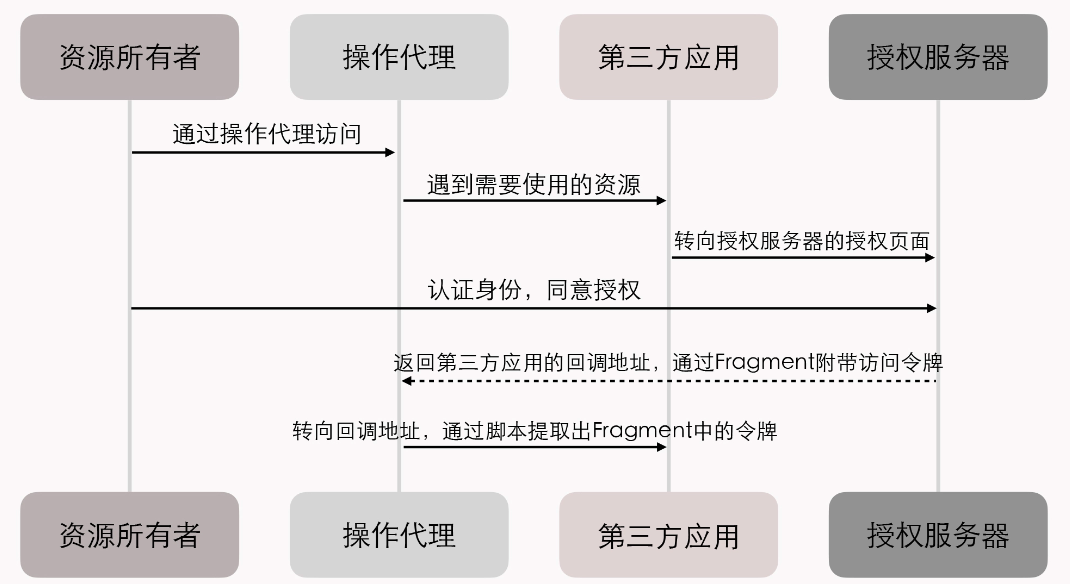 资源所有者
操作代理
第三方应用
授权服务器
通过操作代理访问
遇到需要使用的资源
转向授权服务器的授权页面
认证身份，同意授权
返回第三方应用的回调地址，通过Fragment附带访问令牌
转向回调地址，通过脚本提取出Fragment中的令牌
资源所有者
操作代理
第三方应用
授权服务器